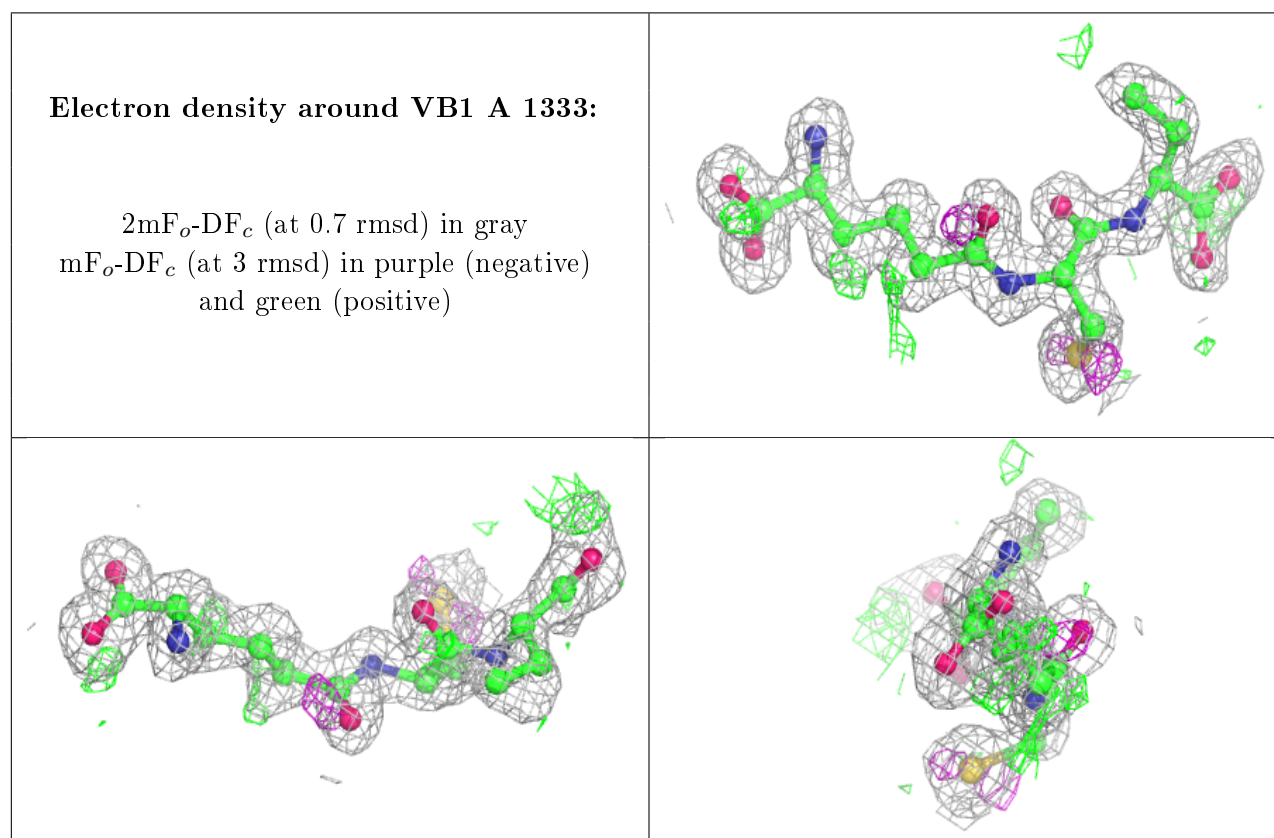 Electron density around VB1 A 1333:
2mFₒ-DF𝒸 (at 0.7 rmsd) in gray
mFₒ-DF𝒸 (at 3 rmsd) in purple (negative)
and green (positive)